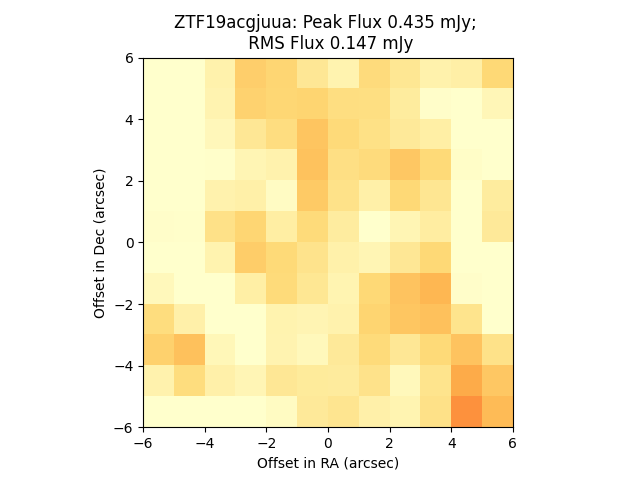 ZTF19acgjuua: Peak Flux 0.435 mJy;
RMS Flux 0.147 mJy
6
4
2
0
−2
−4
−6
Offset in Dec (arcsec)
−6 −4 −2 0 2 4 6
Offset in RA (arcsec)